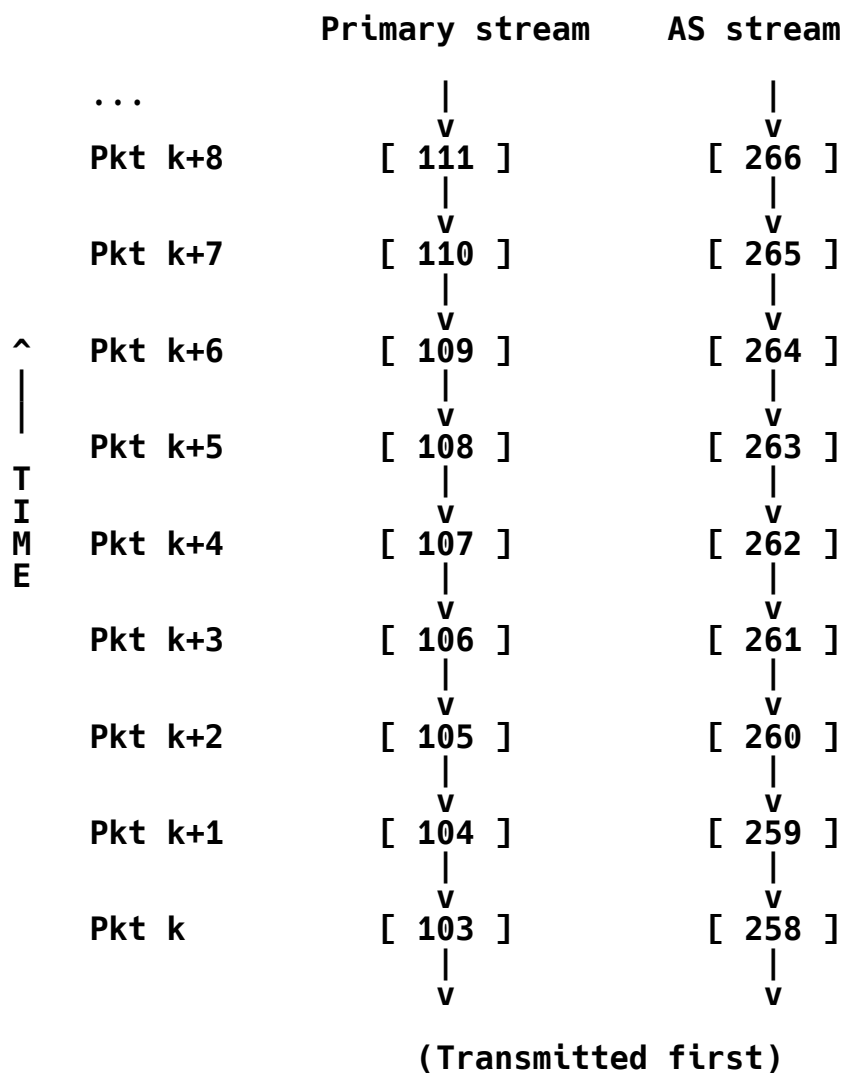 Primary stream    AS stream
...    |    |
v    v
Pkt k+8    [ 111 ]    [ 266 ]
|    |
v    v
Pkt k+7    [ 110 ]    [ 265 ]
|    |
v    v
^    Pkt k+6    [ 109 ]    [ 264 ]
|    |    |
|    v    v
Pkt k+5    [ 108 ]    [ 263 ]
T    |    |
I    v    v
M    Pkt k+4    [ 107 ]    [ 262 ]
E    |    |
v    v
Pkt k+3    [ 106 ]    [ 261 ]
|    |
v    v
Pkt k+2    [ 105 ]    [ 260 ]
|    |
v    v
Pkt k+1    [ 104 ]    [ 259 ]
|    |
v    v
Pkt k    [ 103 ]    [ 258 ]
|    |
v    v
(Transmitted first)